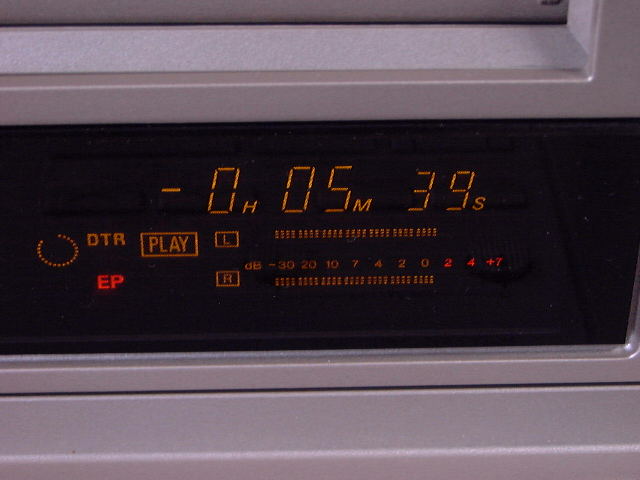 -0H 05M 39S
DTR PLAY L
dB -30 20 10 7 4 2 0 2 4 +7
EP R